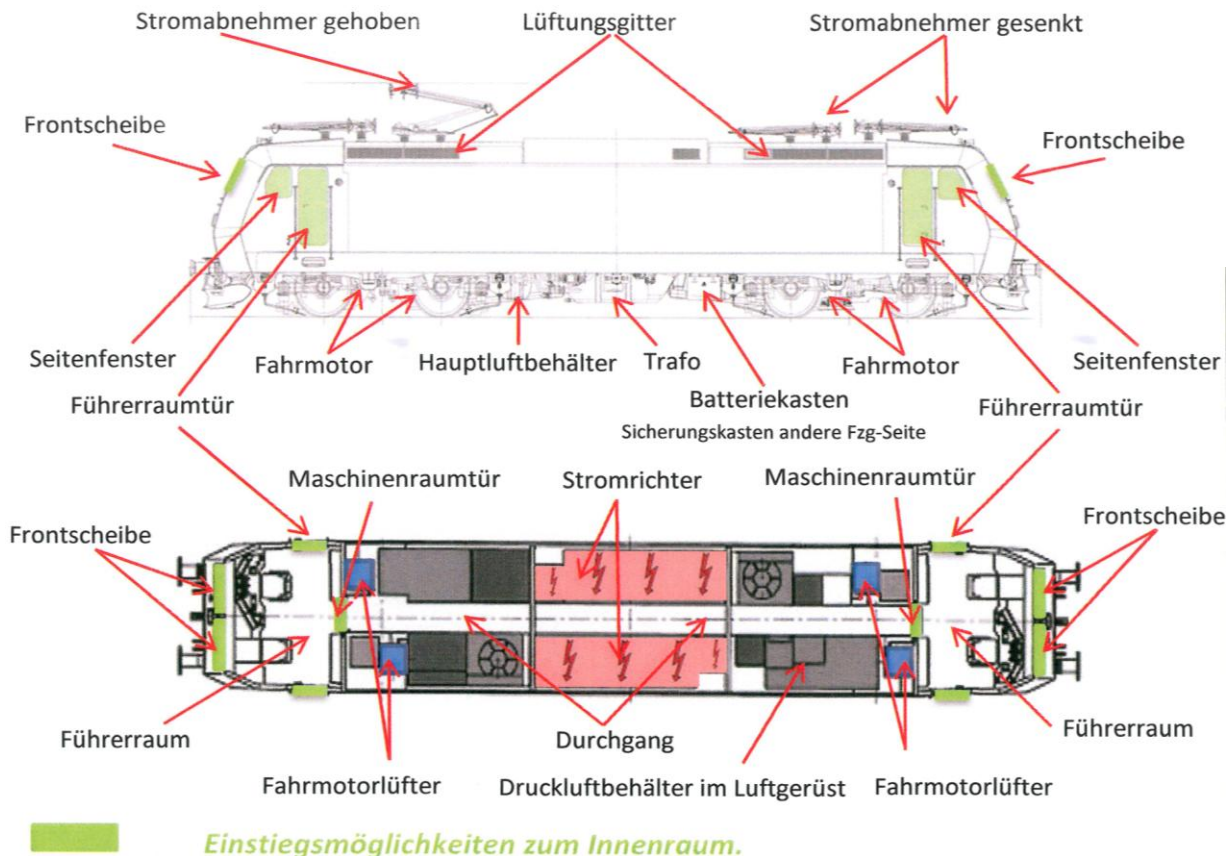 Stromabnehmer gehoben
Lüftungsgitter
Stromabnehmer gesenkt
Frontscheibe
Frontscheibe
Seitenfenster
Fahrmotor
Hauptluftbehälter
Trafo
Fahrmotor
Seitenfenster
Führerraumtür
Batteriekasten
Führerraumtür
Sicherungskasten andere Fzg-Seite
Maschinenraumtür
Stromrichter
Maschinenraumtür
Frontscheibe
Frontscheibe
Führerraum
Durchgang
Führerraum
Fahrmotorlüfter
Druckluftbehälter im Luftgerüst
Fahrmotorlüfter
Einstiegsmöglichkeiten zum Innenraum.